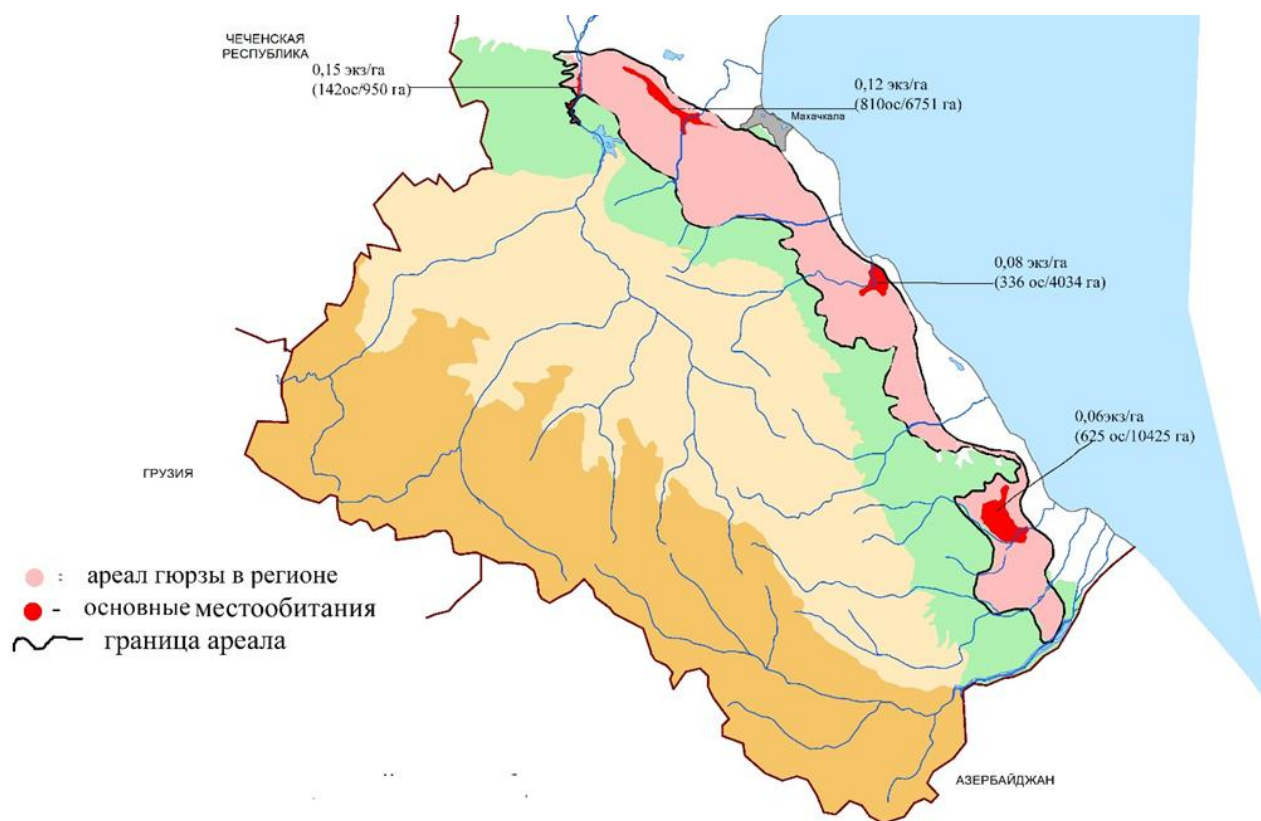 ЧЕЧЕНСКАЯ
РЕСПУБЛИКА
0,15 экз/га
(142ос/950 га)
0,12 экз/га
(810ос/6751 га)
Махачкала
0,08 экз/га
(336 ос/4034 га)
0,06экз/га
(625 ос/10425 га)
ГРУЗИЯ
- ареал гюрзы в регионе
- основные местообитания
граница ареала
АЗЕРБАЙДЖАН